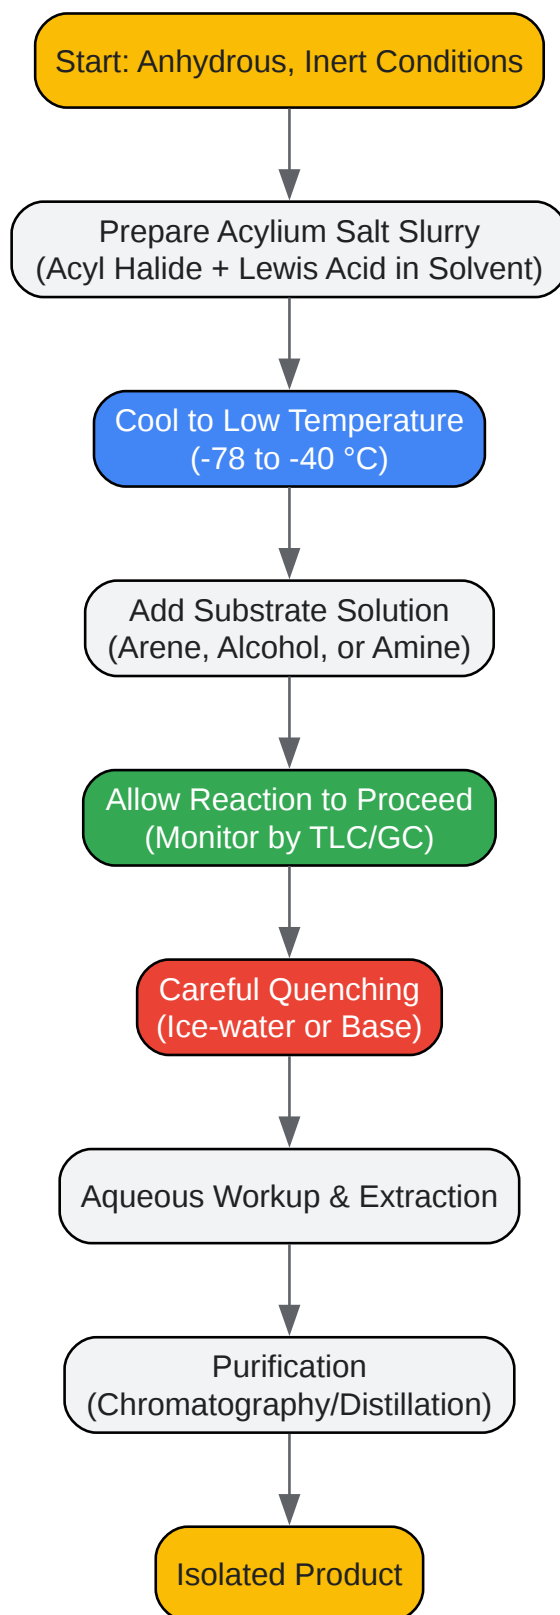 Start: Anhydrous, Inert Conditions
Prepare Acylium Salt Slurry
(Acyl Halide + Lewis Acid in Solvent)
Cool to Low Temperature
(-78 to -40 °C)
Add Substrate Solution
(Arene, Alcohol, or Amine)
Allow Reaction to Proceed
(Monitor by TLC/GC)
Careful Quenching
(Ice-water or Base)
Aqueous Workup & Extraction
Purification
(Chromatography/Distillation)
Isolated Product